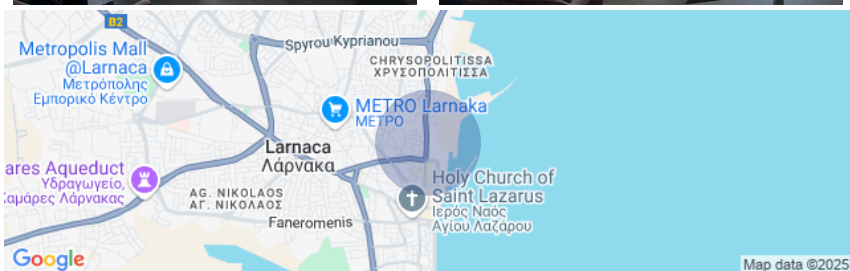 B2
Spyrou Kyprianou
Metropolis Mall
@Larnaca
Μετρόπολης
Εμπορικό Κέντρο
CHRYSOPOLITISSA
ΧΡΥΣΟΠΟΛΙΤΙΣΣΑ
METRO Larnaka
ΜΕΤΡΟ
Larnaca
Λάρνακα
ares Aqueduct
Υδραγωγείο,
Καμάρες Λάρνακας
AG. NIKOLAOS
ΑΓ. ΝΙΚΟΛΑΟΣ
Faneromenis
Holy Church of
Saint Lazarus
Ιερός Ναός
Αγίου Λαζάρου
Google
Map data ©2025